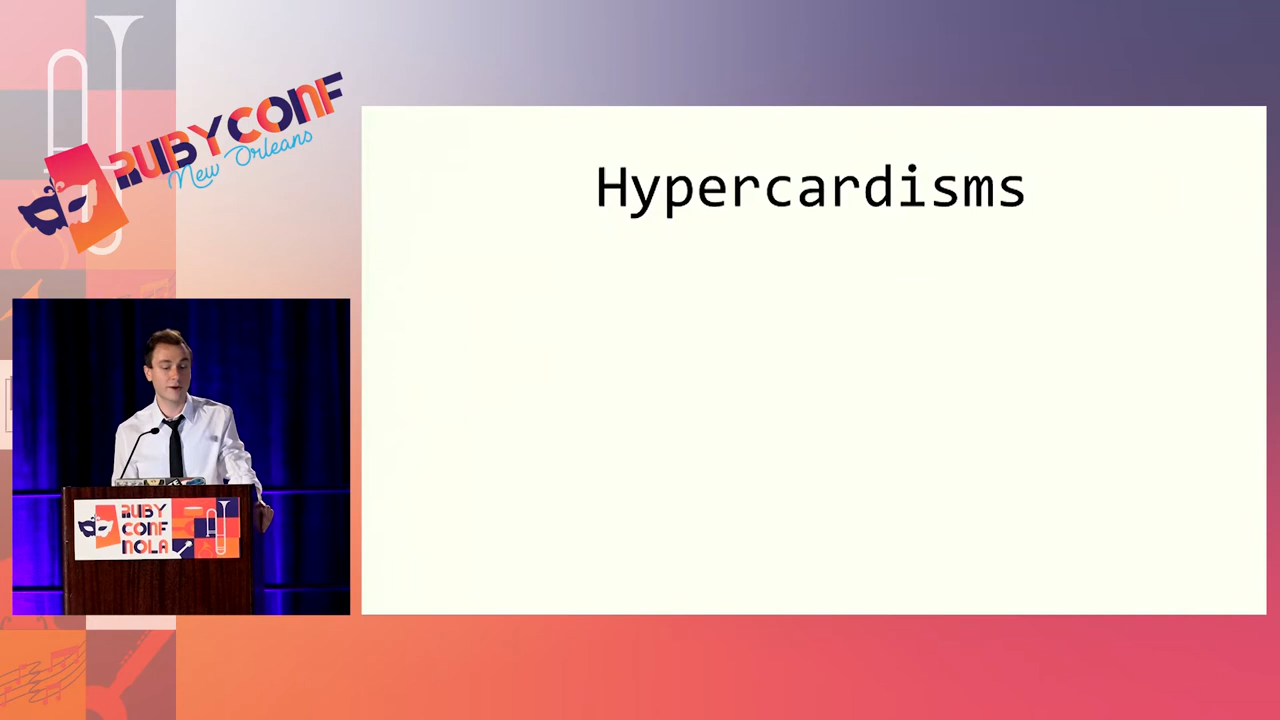 RUBYCONF
New Orleans
Hypercardisms
RUBY
CONF
NOLA